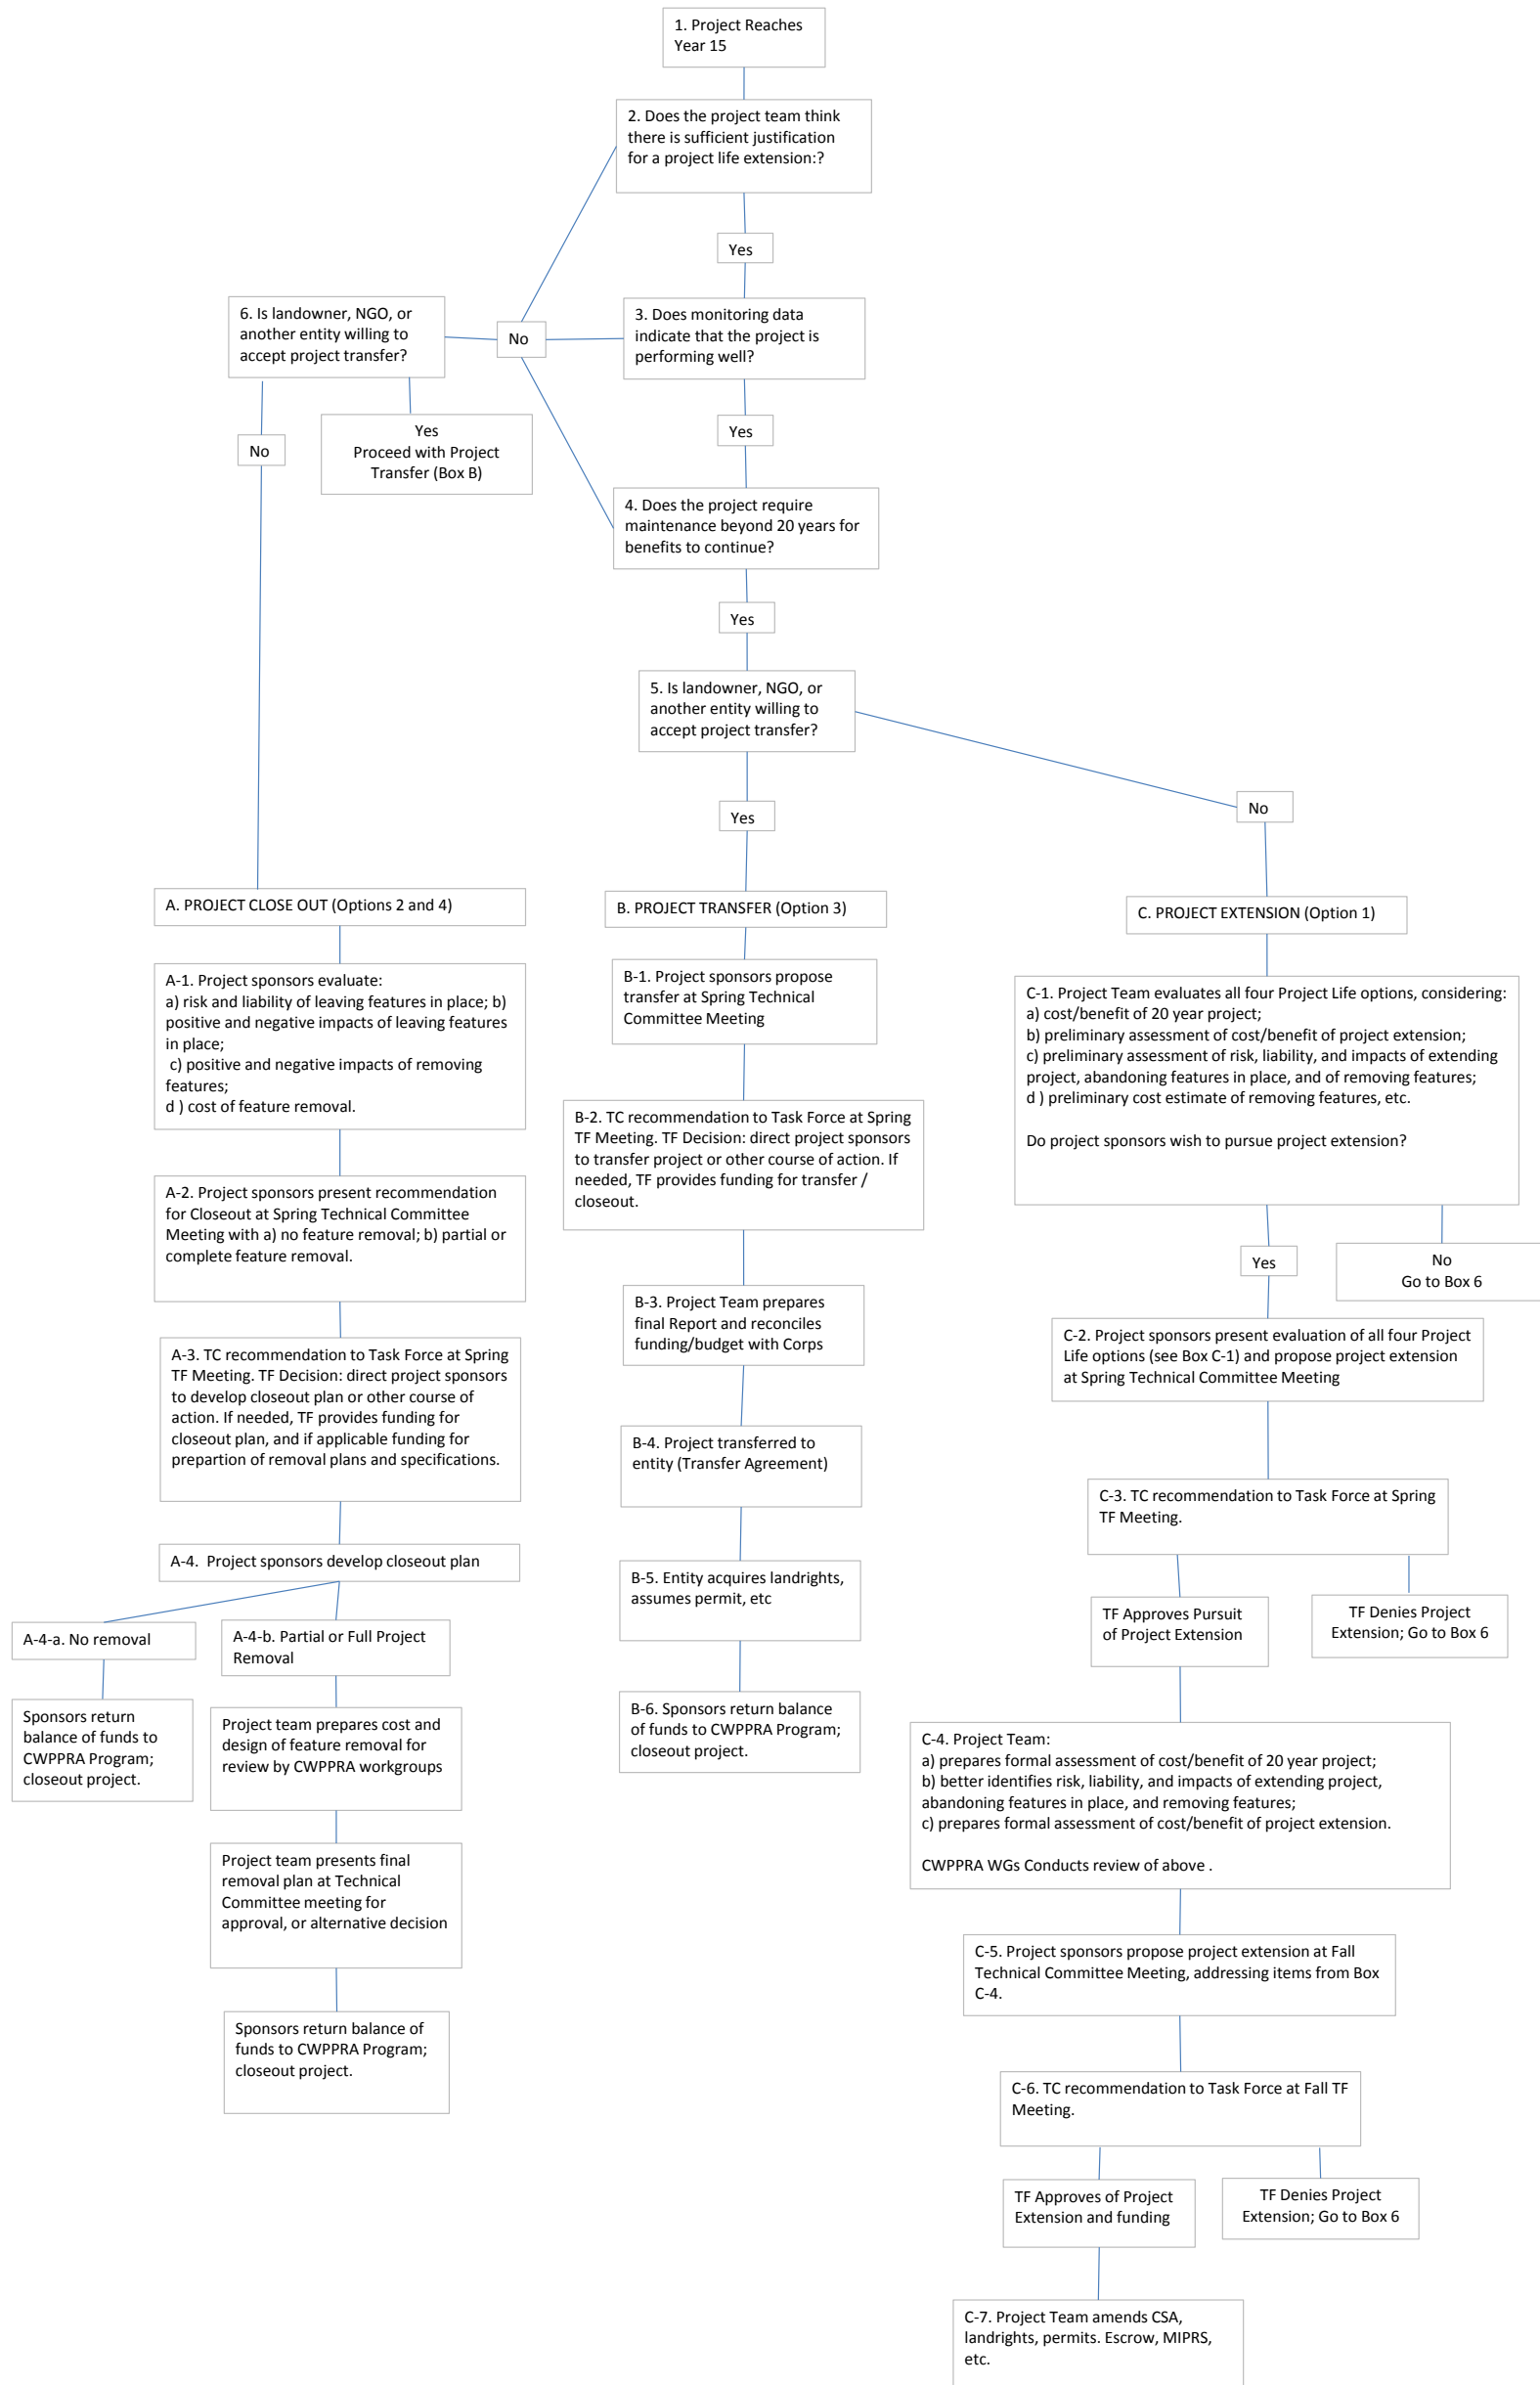 1. Project Reaches
Year 15
2. Does the project team think
there is sufficient justification
for a project life extension:?
Yes
6. Is landowner, NGO, or
another entity willing to
accept project transfer?
No
3. Does monitoring data
indicate that the project is
performing well?
No
Yes
Proceed with Project
Transfer (Box B)
Yes
4. Does the project require
maintenance beyond 20 years for
benefits to continue?
Yes
5. Is landowner, NGO, or
another entity willing to
accept project transfer?
Yes
No
A. PROJECT CLOSE OUT (Options 2 and 4)
A-1. Project sponsors evaluate:
a) risk and liability of leaving features in place; b)
positive and negative impacts of leaving features
in place;
c) positive and negative impacts of removing
features;
d ) cost of feature removal.
A-2. Project sponsors present recommendation
for Closeout at Spring Technical Committee
Meeting with a) no feature removal; b) partial or
complete feature removal.
A-3. TC recommendation to Task Force at Spring
TF Meeting. TF Decision: direct project sponsors
to develop closeout plan or other course of
action. If needed, TF provides funding for
closeout plan, and if applicable funding for
prepartion of removal plans and specifications.
A-4. Project sponsors develop closeout plan
A-4-a. No removal
Sponsors return
balance of funds to
CWPPRA Program;
closeout project.
A-4-b. Partial or Full Project
Removal
Project team prepares cost and
design of feature removal for
review by CWPPRA workgroups
Project team presents final
removal plan at Technical
Committee meeting for
approval, or alternative decision
Sponsors return balance of
funds to CWPPRA Program;
closeout project.
B. PROJECT TRANSFER (Option 3)
B-1. Project sponsors propose
transfer at Spring Technical
Committee Meeting
B-2. TC recommendation to Task Force at Spring
TF Meeting. TF Decision: direct project sponsors
to transfer project or other course of action. If
needed, TF provides funding for transfer /
closeout.
B-3. Project Team prepares
final Report and reconciles
funding/budget with Corps
B-4. Project transferred to
entity (Transfer Agreement)
B-5. Entity acquires landrights,
assumes permit, etc
B-6. Sponsors return balance
of funds to CWPPRA Program;
closeout project.
C. PROJECT EXTENSION (Option 1)
C-1. Project Team evaluates all four Project Life options, considering:
a) cost/benefit of 20 year project;
b) preliminary assessment of cost/benefit of project extension;
c) preliminary assessment of risk, liability, and impacts of extending
project, abandoning features in place, and of removing features;
d ) preliminary cost estimate of removing features, etc.
Do project sponsors wish to pursue project extension?
Yes
No
Go to Box 6
C-2. Project sponsors present evaluation of all four Project
Life options (see Box C-1) and propose project extension
at Spring Technical Committee Meeting
C-3. TC recommendation to Task Force at Spring
TF Meeting.
TF Approves Pursuit
of Project Extension
TF Denies Project
Extension; Go to Box 6
C-4. Project Team:
a) prepares formal assessment of cost/benefit of 20 year project;
b) better identifies risk, liability, and impacts of extending project,
abandoning features in place, and removing features;
c) prepares formal assessment of cost/benefit of project extension.
CWPPRA WGs Conducts review of above .
C-5. Project sponsors propose project extension at Fall
Technical Committee Meeting, addressing items from Box
C-4.
C-6. TC recommendation to Task Force at Fall TF
Meeting.
TF Approves of Project
Extension and funding
TF Denies Project
Extension; Go to Box 6
C-7. Project Team amends CSA,
landrights, permits. Escrow, MIPRS,
etc.